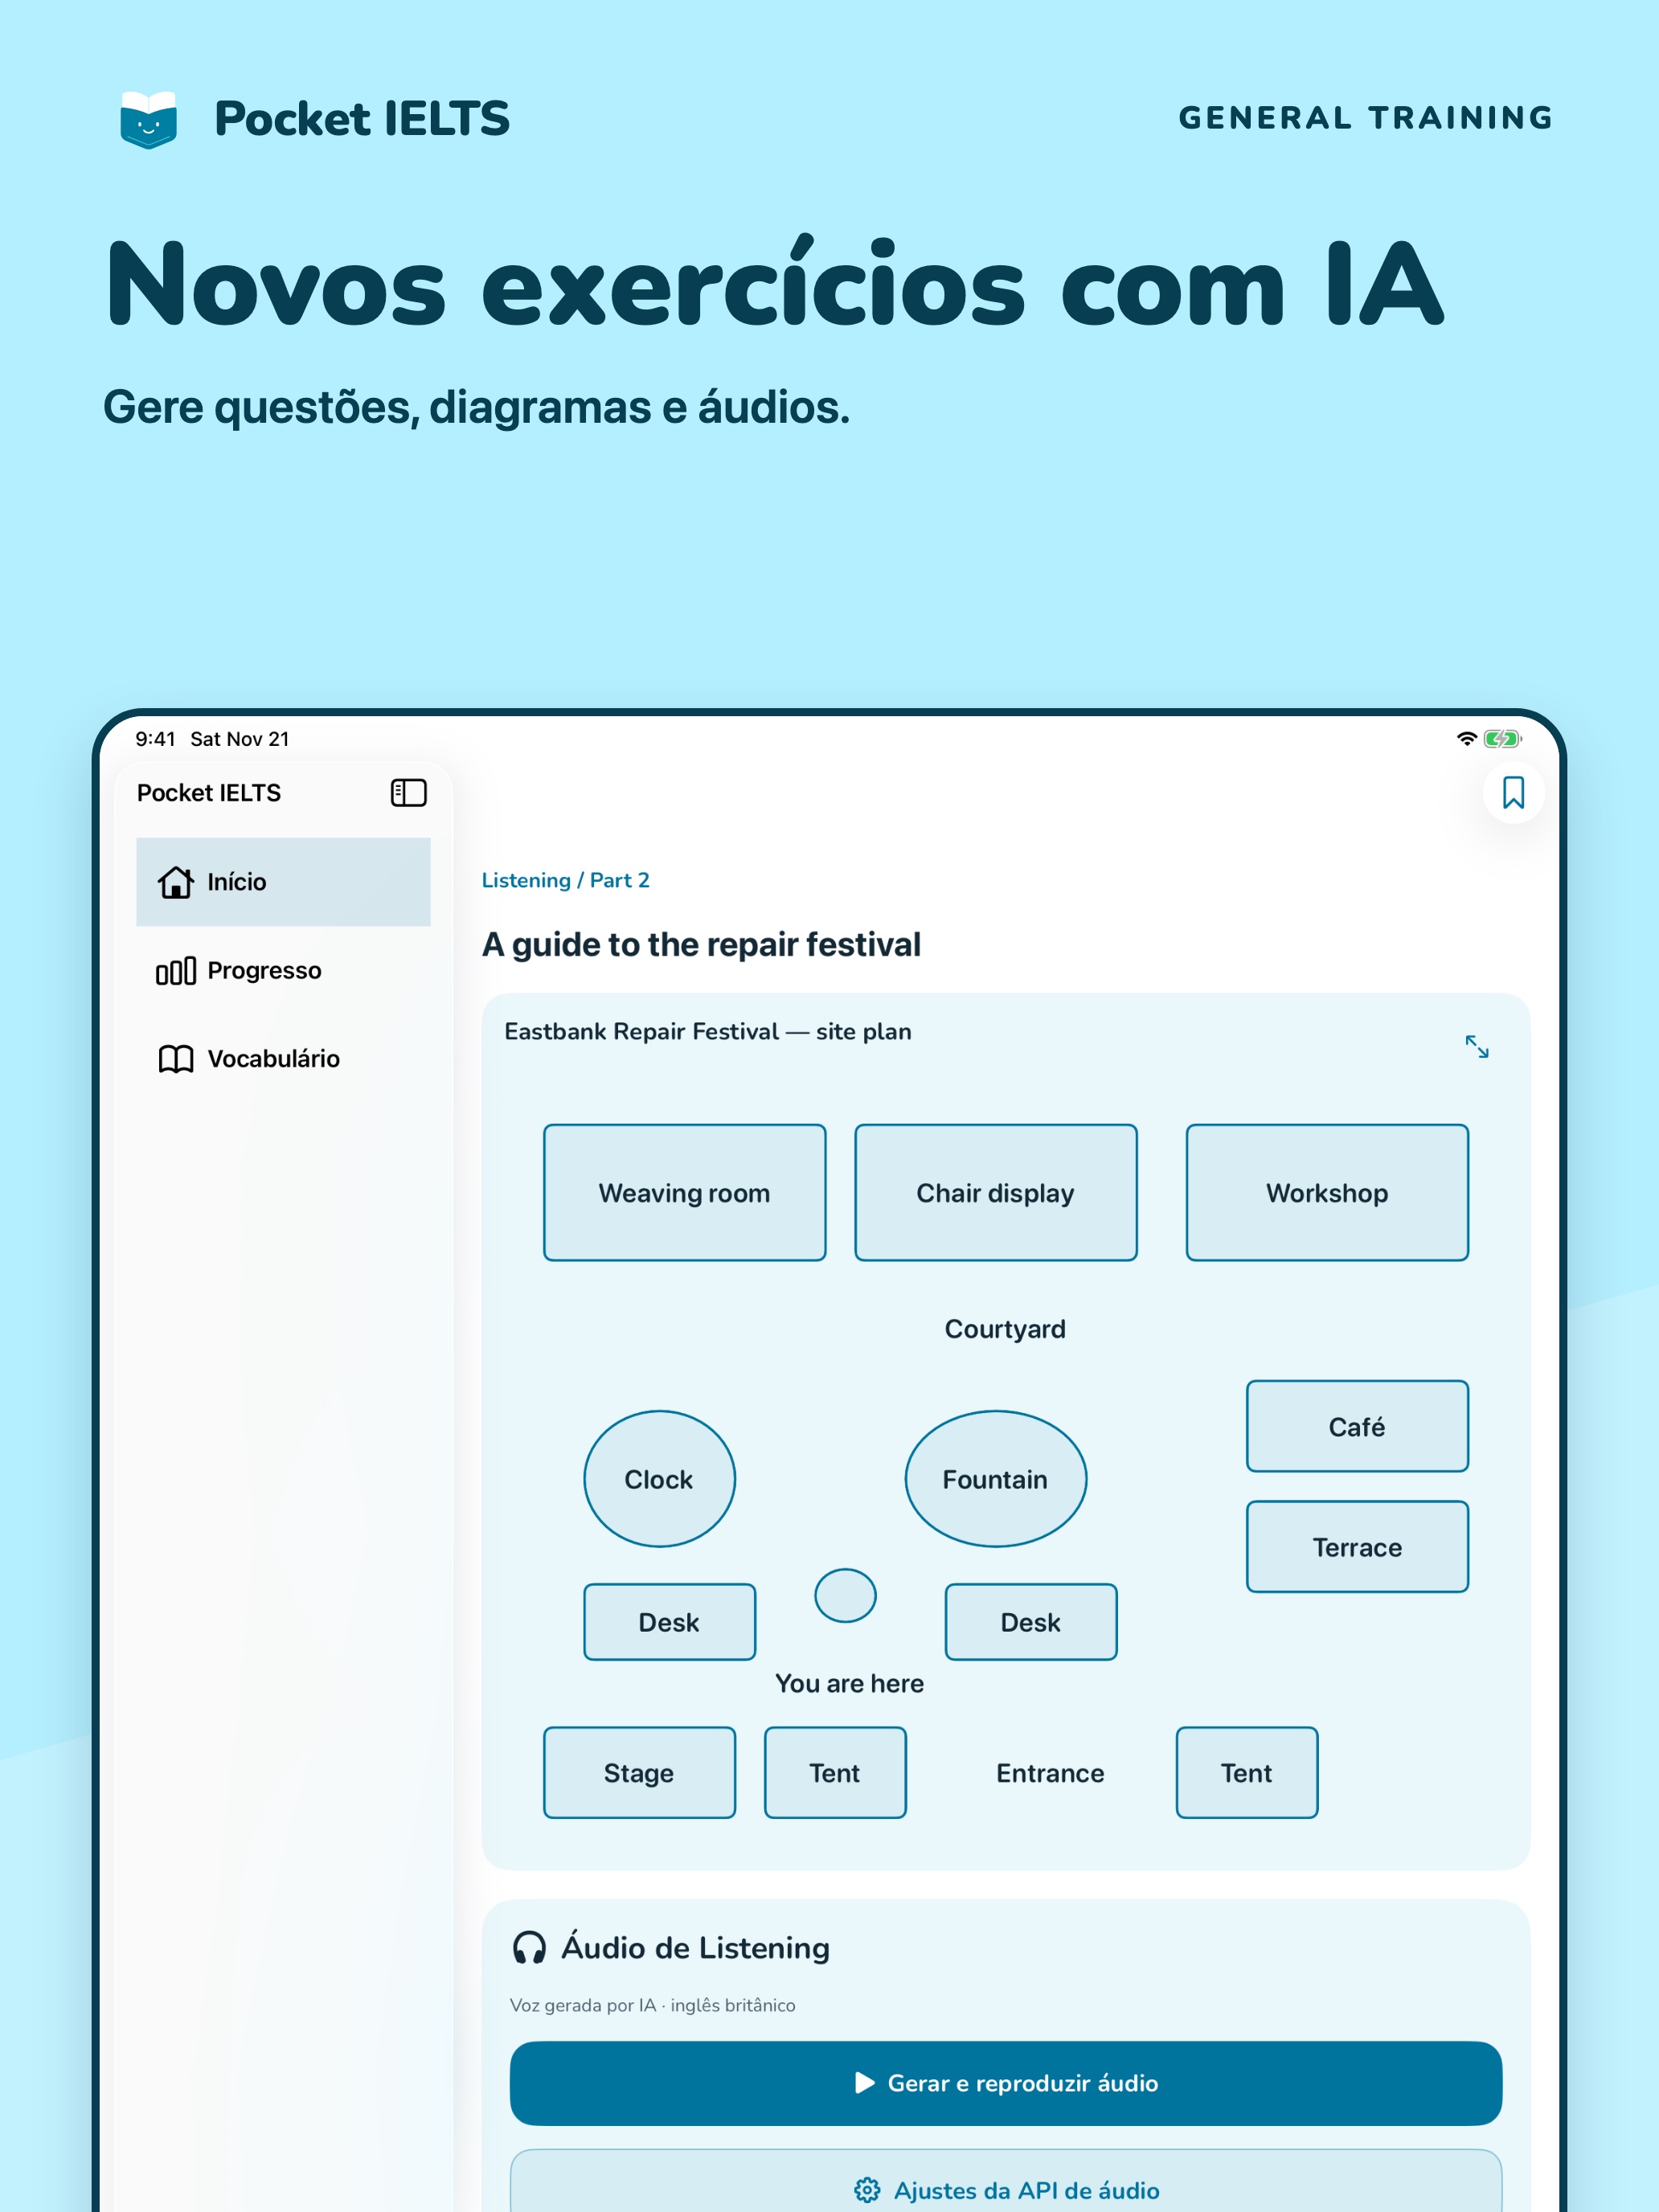 Pocket IELTS
GENERAL TRAINING
Novos exercícios com IA
Gere questões, diagramas e áudios.
9:41 Sat Nov 21
Pocket IELTS
Início
Progresso
Vocabulário
Listening / Part 2
A guide to the repair festival
Eastbank Repair Festival — site plan
Weaving room
Chair display
Workshop
Courtyard
Café
Clock
Fountain
Terrace
Desk
Desk
You are here
Stage
Tent
Entrance
Tent
Áudio de Listening
Voz gerada por IA · inglês britânico
Gerar e reproduzir áudio
Ajustes da API de áudio